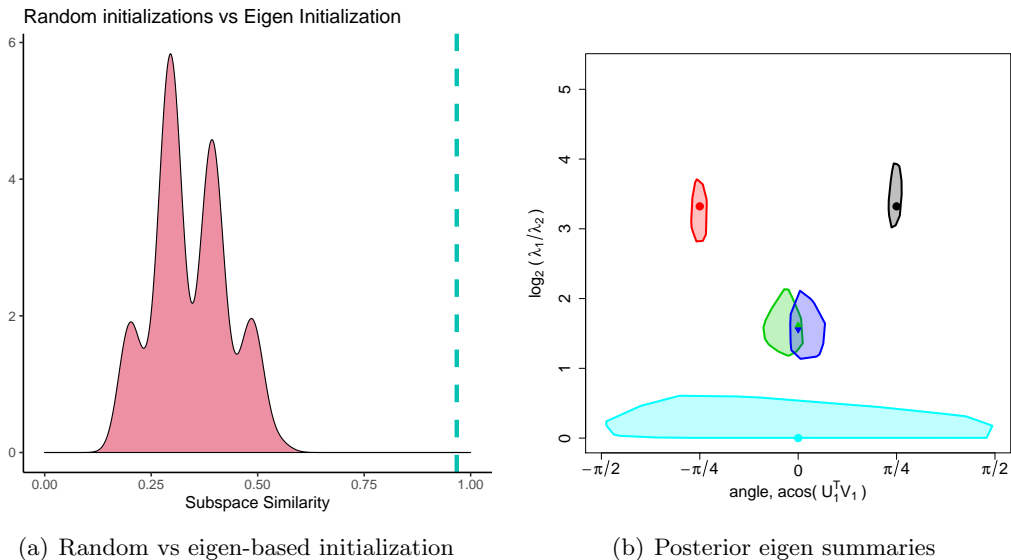 Random initializations vs Eigen Initialization
6
4
2
0
0.00 0.25 0.50 0.75 1.00
Subspace Similarity
(a) Random vs eigen-based initialization
5
4
3
2
1
0
log₂ ( λ₁/λ₂ )
−π/2 −π/4 0 π/4 π/2
angle, acos( U₁ᵀV₁ )
(b) Posterior eigen summaries